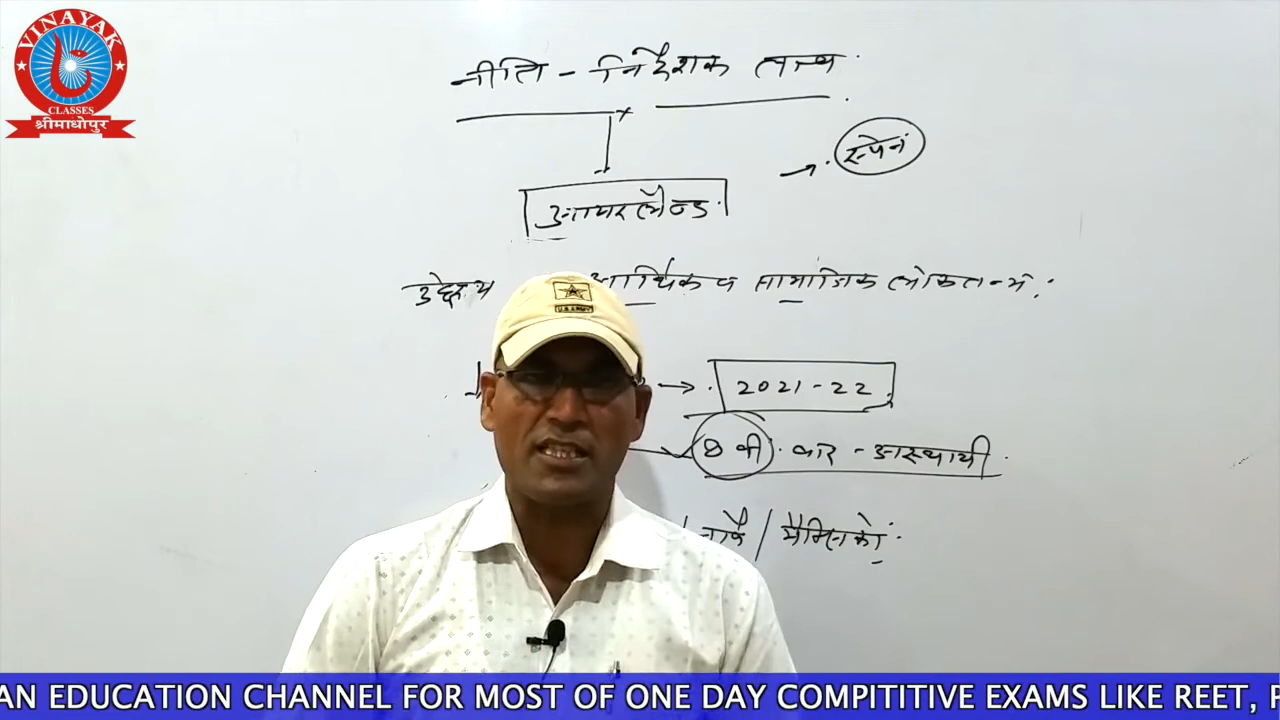 VINAYAK
CLASSES
श्रीमाधोपुर
नीति - निर्देशक तत्व
→ स्पेन
आयरलैण्ड
उद्देश्य आर्थिक व सामाजिक लोकतन्त्र
U.S. ARMY
→ 2021-22
8 वी बार - अस्थायी
/ नार्वे / मैक्सिको
AN EDUCATION CHANNEL FOR MOST OF ONE DAY COMPITITIVE EXAMS LIKE REET,